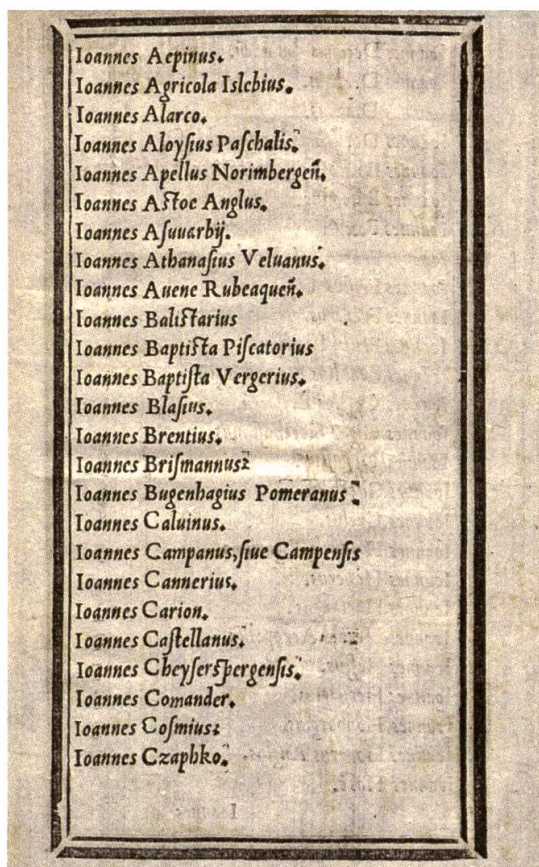 Ioannes Aepinus.
Ioannes Agricola Islebius.
Ioannes Alarco.
Ioannes Aloyſius Paſchalis.
Ioannes Apellus Norimbergen̄.
Ioannes Aſtoc Anglus.
Ioannes Aſuuarbij.
Ioannes Athanaſius Veluanus.
Ioannes Auene Rubeaquen̄.
Ioannes Baliſtarius
Ioannes Baptiſta Piſcatorius
Ioannes Baptiſta Vergerius.
Ioannes Blaſius.
Ioannes Brentius.
Ioannes Briſmannus:
Ioannes Bugenhagius Pomeranus
Ioannes Caluinus.
Ioannes Campanus, ſiue Campenſis
Ioannes Cannerius.
Ioannes Carion.
Ioannes Caſtellanus.
Ioannes Cheyſerſpergenſis.
Ioannes Comander.
Ioannes Coſmius:
Ioannes Czaphko.